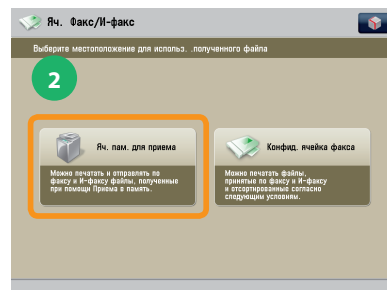 Яч. Факс/И-факс
Выберите местоположение для использ. .полученного файла
2
Яч. пам. для приема
Можно печатать и отправлять по
факсу и И-факсу файлы, полученные
при помощи Приема в память.
Конфид. ячейка факса
Можно печатать файлы,
принятые по факсу и И-факсу
и отсортированные согласно
следующим условиям.